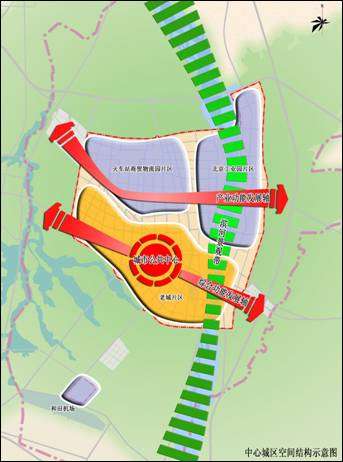 火车站商贸物流园片区
北京工业园片区
产业功能发展轴
滨河景观带
城市公共中心
综合功能发展轴
老城片区
和田机场
中心城区空间结构示意图